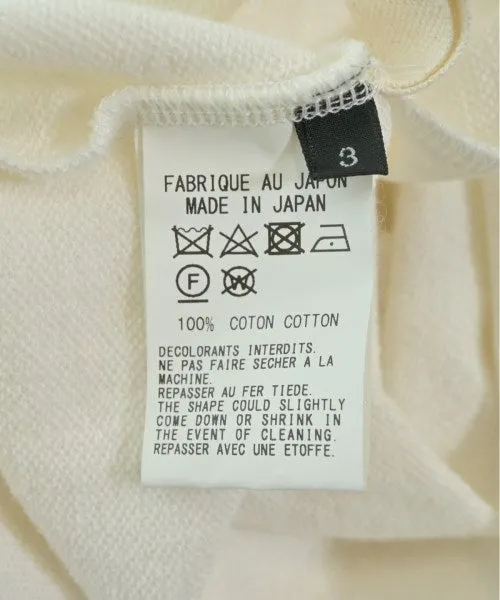 3
FABRIQUE AU JAPON
MADE IN JAPAN
F W
100% COTON COTTON
DECOLORANTS INTERDITS.
NE PAS FAIRE SECHER A LA
MACHINE.
REPASSER AU FER TIEDE.
THE SHAPE COULD SLIGHTLY
COME DOWN OR SHRINK IN
THE EVENT OF CLEANING.
REPASSER AVEC UNE ETOFFE.